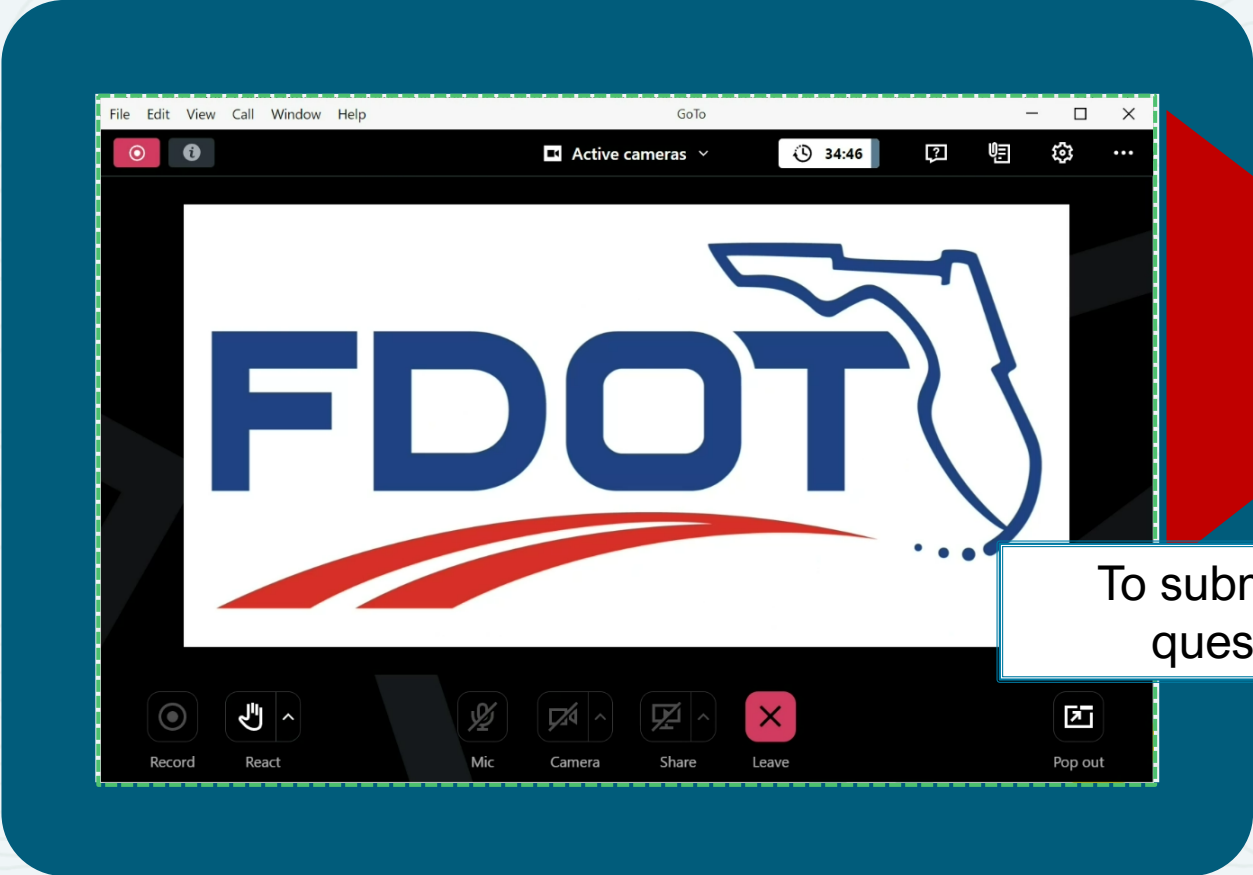 File Edit View Call Window Help GoTo
Active cameras 34:46
FDOT
To subm
ques
Record React Mic Camera Share Leave Pop out